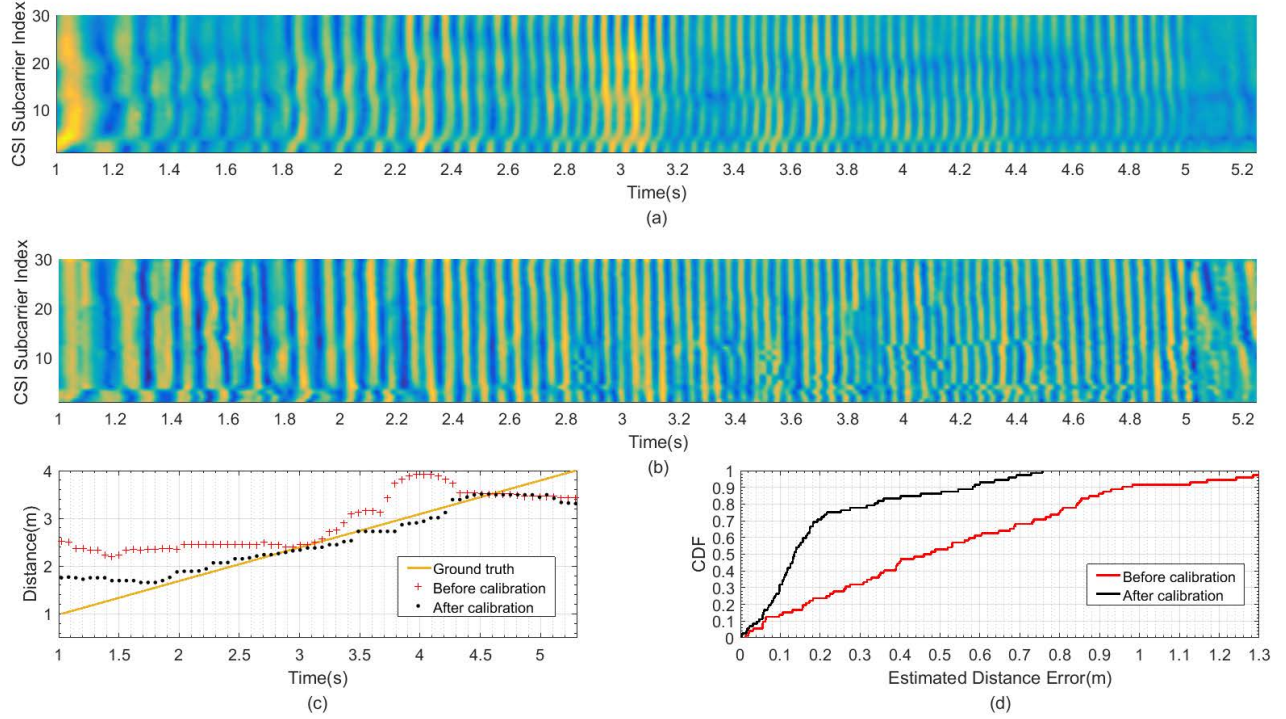 30
20
10
CSI Subcarrier Index
1 1.2 1.4 1.6 1.8 2 2.2 2.4 2.6 2.8 3 3.2 3.4 3.6 3.8 4 4.2 4.4 4.6 4.8 5 5.2
Time(s)
(a)
30
20
10
CSI Subcarrier Index
1 1.2 1.4 1.6 1.8 2 2.2 2.4 2.6 2.8 3 3.2 3.4 3.6 3.8 4 4.2 4.4 4.6 4.8 5 5.2
Time(s)
(b)
4
3
2
1
Distance(m)
Ground truth
Before calibration
After calibration
1 1.5 2 2.5 3 3.5 4 4.5 5
Time(s)
(c)
1
0.9
0.8
0.7
0.6
0.5
0.4
0.3
0.2
0.1
0
CDF
Before calibration
After calibration
0 0.1 0.2 0.3 0.4 0.5 0.6 0.7 0.8 0.9 1 1.1 1.2 1.3
Estimated Distance Error(m)
(d)